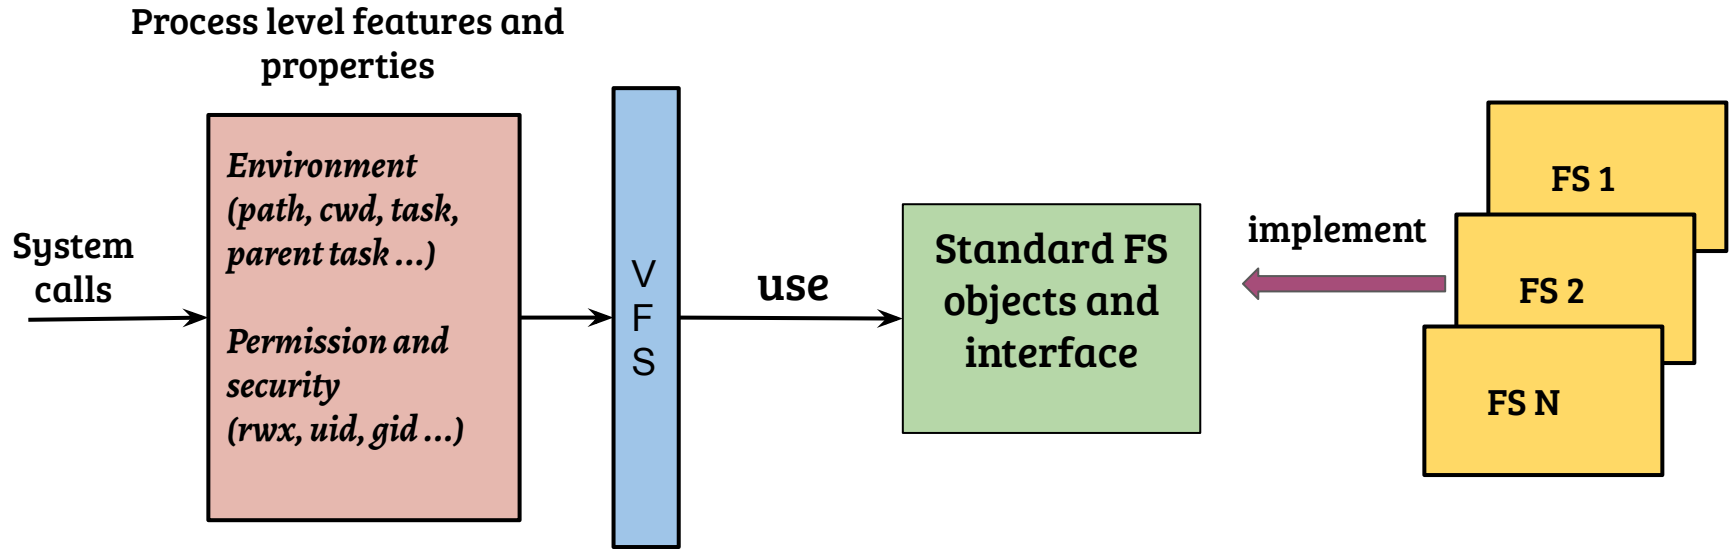 Process level features and
properties
System
calls
Environment
(path, cwd, task,
parent task ...)
Permission and
security
(rwx, uid, gid ...)
V
F
S
use
Standard FS
objects and
interface
implement
FS 1
FS 2
FS N